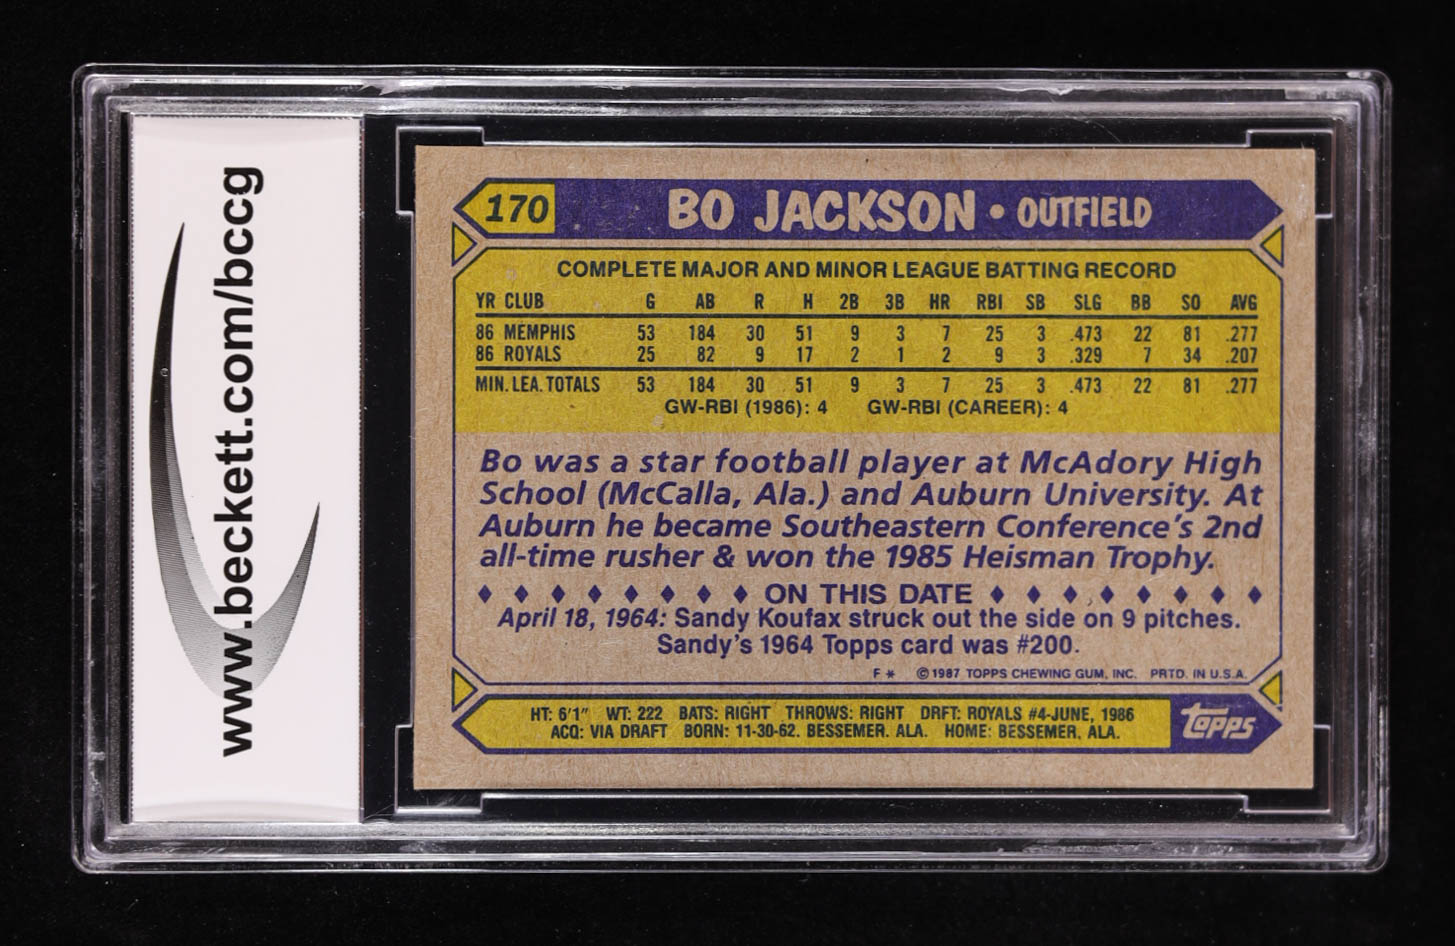 www.beckett.com/bccg
170 BO JACKSON • OUTFIELD
COMPLETE MAJOR AND MINOR LEAGUE BATTING RECORD
YR CLUB G AB R H 2B 3B HR RBI SB SLG BB SO AVG
86 MEMPHIS 53 184 30 51 9 3 7 25 3 .473 22 81 .277
86 ROYALS 25 82 9 17 2 1 2 9 3 .329 7 34 .207
MIN. LEA. TOTALS 53 184 30 51 9 3 7 25 3 .473 22 81 .277
GW-RBI (1986): 4 GW-RBI (CAREER): 4
Bo was a star football player at McAdory High
School (McCalla, Ala.) and Auburn University. At
Auburn he became Southeastern Conference's 2nd
all-time rusher & won the 1985 Heisman Trophy.
♦ ♦ ♦ ♦ ♦ ♦ ♦ ♦ ON THIS DATE ♦ ♦ ♦ ♦ ♦ ♦ ♦ ♦
April 18, 1964: Sandy Koufax struck out the side on 9 pitches.
Sandy's 1964 Topps card was #200.
F * © 1987 TOPPS CHEWING GUM, INC. PRTD. IN U.S.A.
HT: 6'1" WT: 222 BATS: RIGHT THROWS: RIGHT DRFT: ROYALS #4-JUNE, 1986
ACQ: VIA DRAFT BORN: 11-30-62. BESSEMER. ALA. HOME: BESSEMER, ALA.
topps